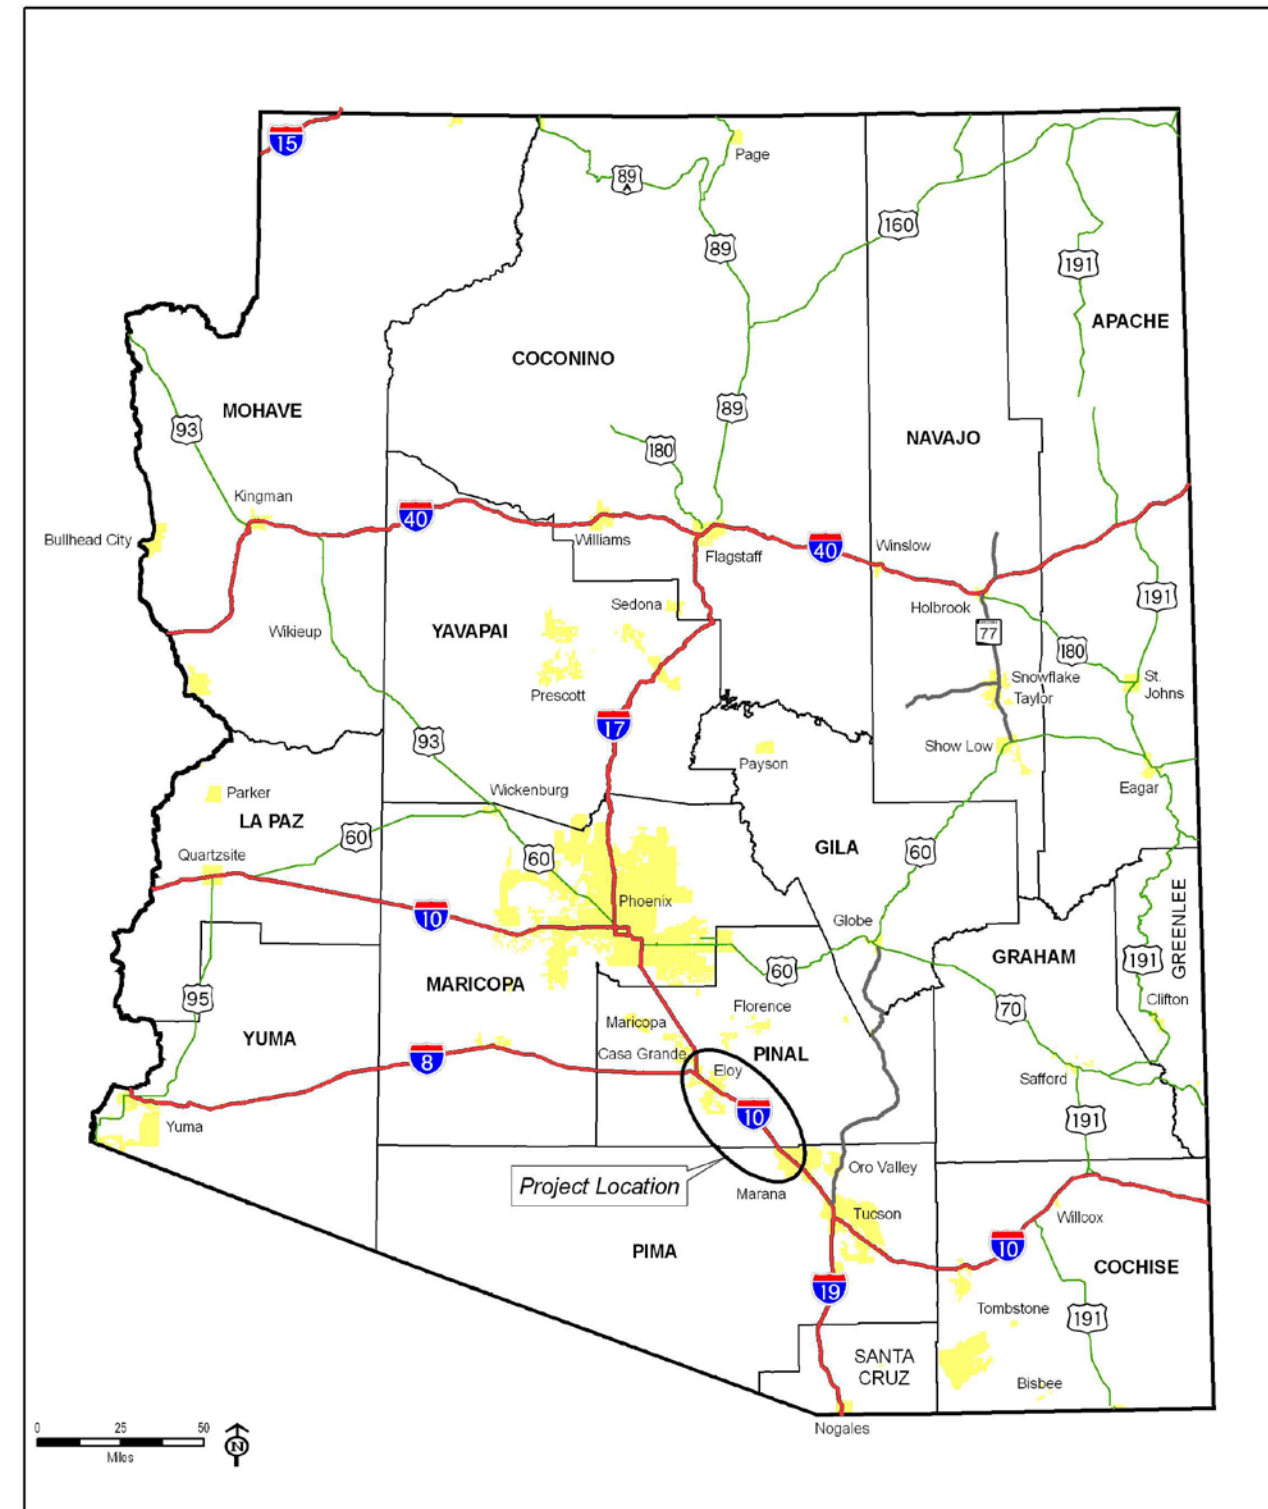 15
Page
89
A
160
89
191
APACHE
COCONINO
MOHAVE
93
89
NAVAJO
180
Kingman
40
Bullhead City
Williams
Flagstaff
40
Winslow
191
Holbrook
Sedona
Wikieup
YAVAPAI
77
180
Snowflake
Taylor
St.
Johns
Prescott
17
93
Show Low
Payson
Eagar
Wickenburg
Parker
LA PAZ
60
Quartzsite
60
GILA
60
Phoenix
10
Globe
GREENLEE
GRAHAM
191
MARICOPA
60
95
Florence
Clifton
70
Maricopa
YUMA
Casa Grande
PINAL
8
Eloy
Safford
10
191
Yuma
Oro Valley
Project Location
Marana
Tucson
Willcox
10
PIMA
COCHISE
19
Tombstone
191
SANTA
CRUZ
Bisbee
Nogales
0 25 50
Miles
N